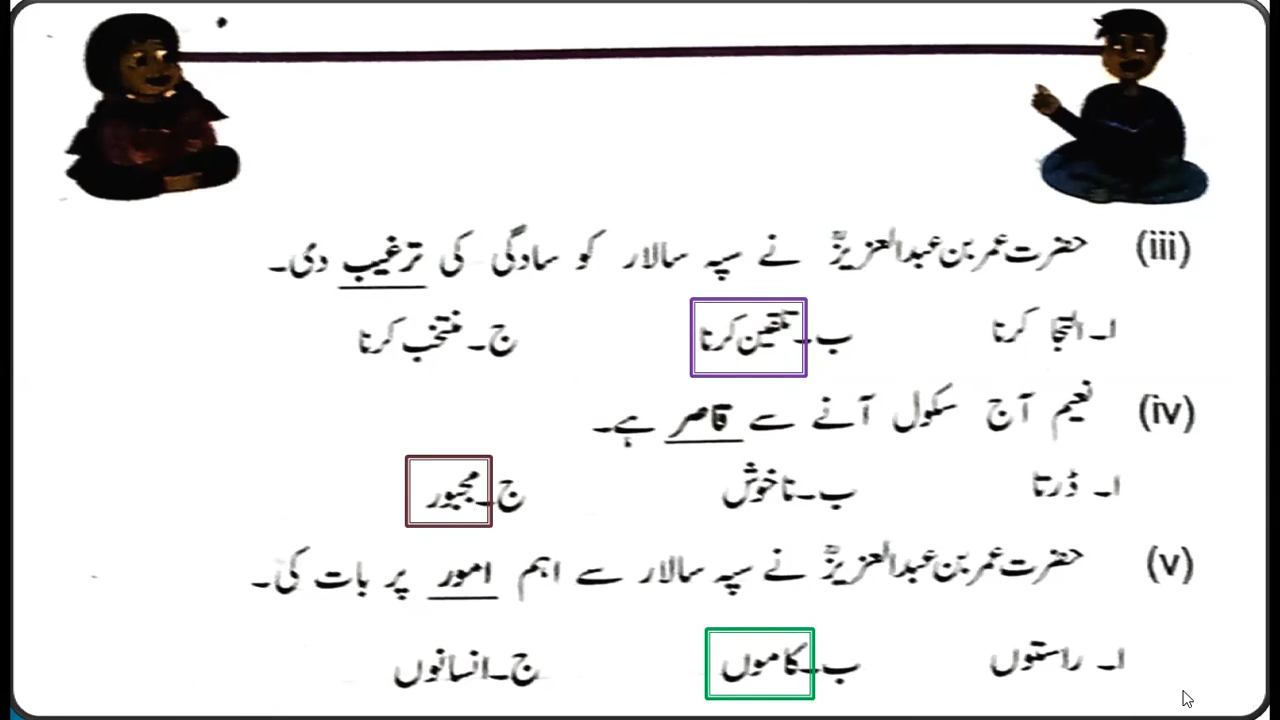 (iii) حضرت عمر بن عبدالعزیزؒ نے سپہ سالار کو سادگی کی ترغیب دی۔
ا۔ التجا کرنا ب۔ تلقین کرنا ج۔ منتخب کرنا
(iv) نعیم آج سکول آنے سے قاصر ہے۔
ا۔ ڈرتا ب۔ ناخوش ج۔ مجبور
(v) حضرت عمر بن عبدالعزیزؒ نے سپہ سالار سے اہم امور پر بات کی۔
ا۔ راستوں ب۔ کاموں ج۔ انسانوں